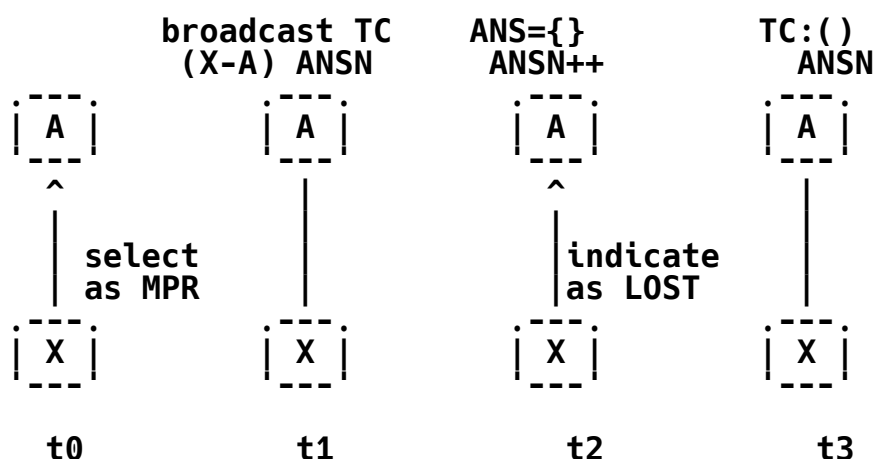 broadcast TC ANS={} TC:()
(X-A) ANSN ANSN++ ANSN
A A A A
select indicate
as MPR as LOST
X X X X
t0 t1 t2 t3